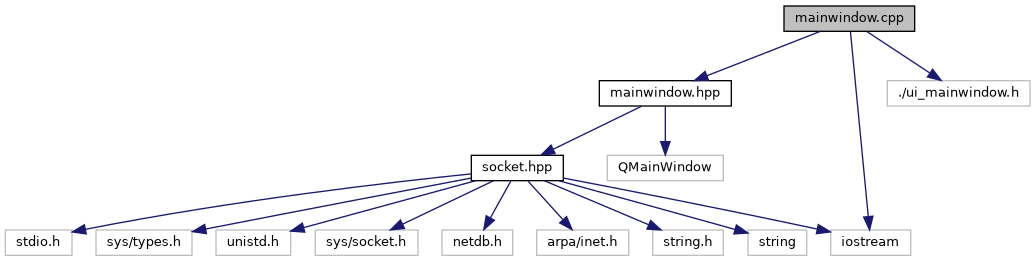 mainwindow.cpp
mainwindow.hpp
./ui_mainwindow.h
socket.hpp
QMainWindow
stdio.h
sys/types.h
unistd.h
sys/socket.h
netdb.h
arpa/inet.h
string.h
string
iostream